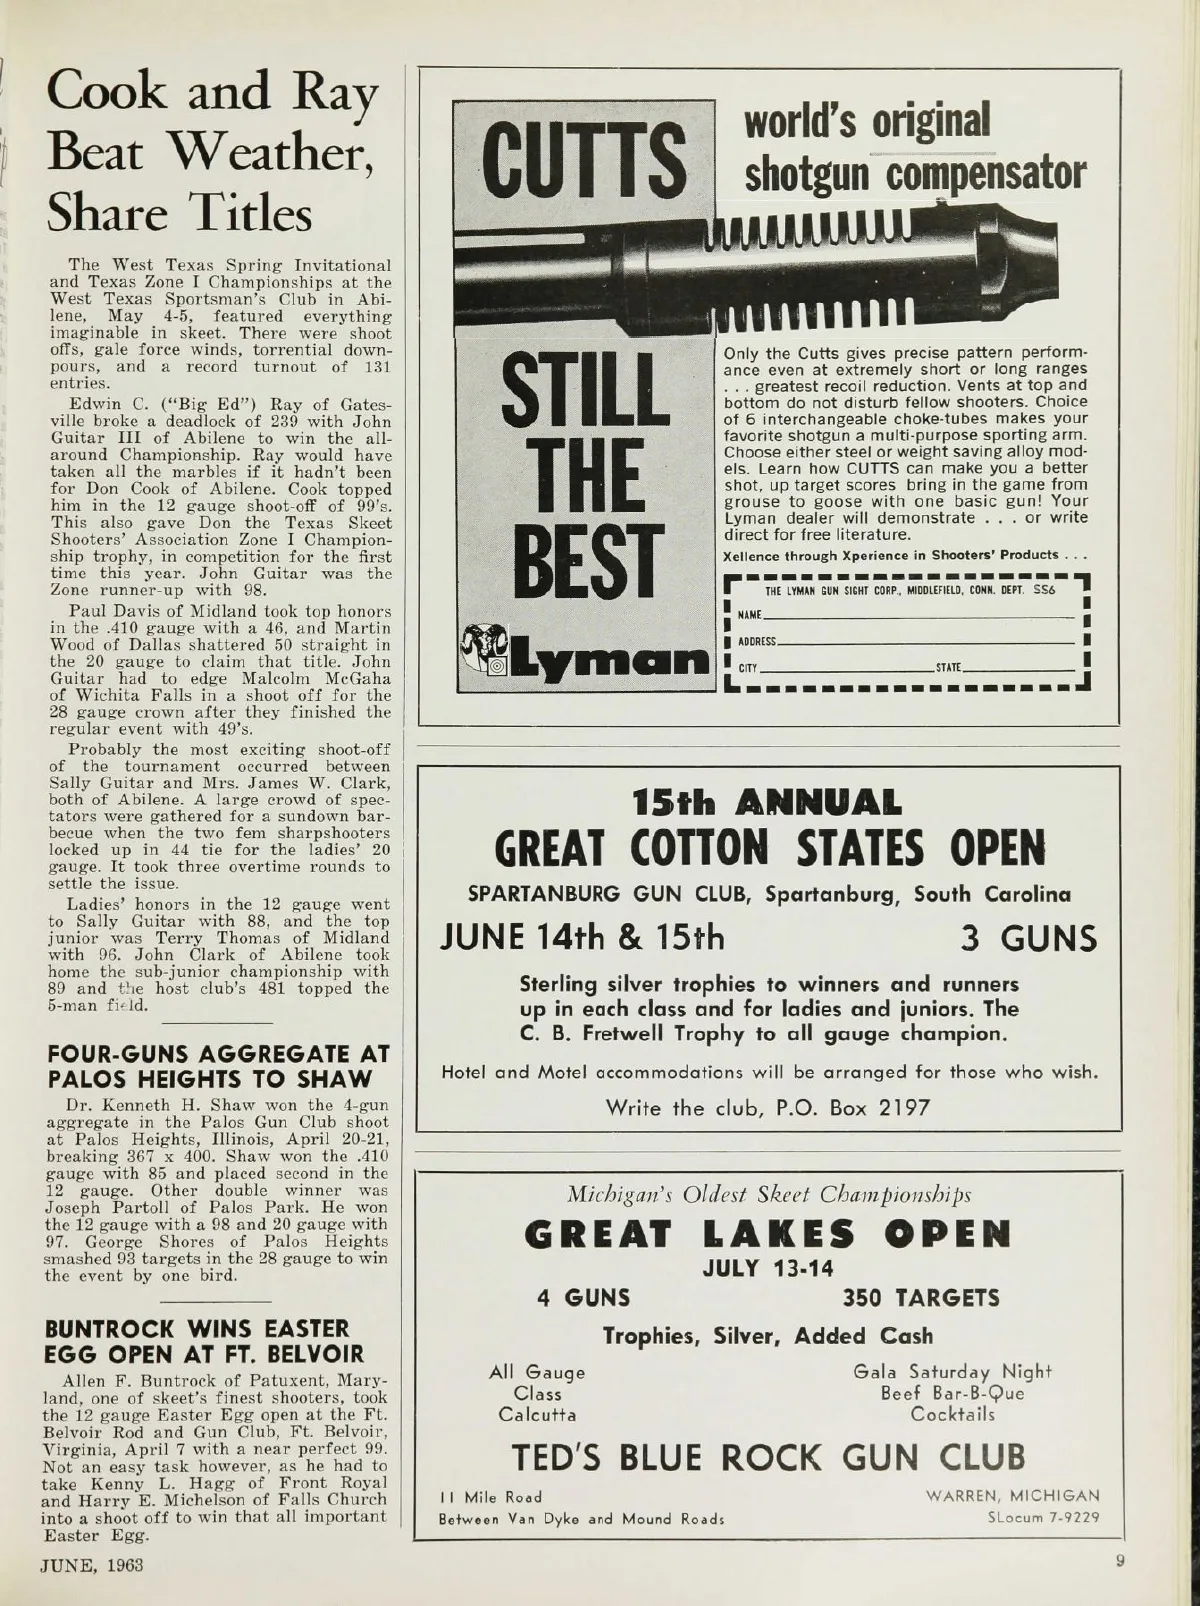 Cook and Ray
Beat Weather,
Share Titles
The West Texas Spring Invitational
and Texas Zone I Championships at the
West Texas Sportsman's Club in Abi-
lene, May 4-5, featured everything
imaginable in skeet. There were shoot
offs, gale force winds, torrential down-
pours, and a record turnout of 131
entries.
Edwin C. ("Big Ed") Ray of Gates-
ville broke a deadlock of 239 with John
Guitar III of Abilene to win the all-
around Championship. Ray would have
taken all the marbles if it hadn't been
for Don Cook of Abilene. Cook topped
him in the 12 gauge shoot-off of 99's.
This also gave Don the Texas Skeet
Shooters' Association Zone I Champion-
ship trophy, in competition for the first
time this year. John Guitar was the
Zone runner-up with 98.
Paul Davis of Midland took top honors
in the .410 gauge with a 46, and Martin
Wood of Dallas shattered 50 straight in
the 20 gauge to claim that title. John
Guitar had to edge Malcolm McGaha
of Wichita Falls in a shoot off for the
28 gauge crown after they finished the
regular event with 49's.
Probably the most exciting shoot-off
of the tournament occurred between
Sally Guitar and Mrs. James W. Clark,
both of Abilene. A large crowd of spec-
tators were gathered for a sundown bar-
becue when the two fem sharpshooters
locked up in 44 tie for the ladies' 20
gauge. It took three overtime rounds to
settle the issue.
Ladies' honors in the 12 gauge went
to Sally Guitar with 88, and the top
junior was Terry Thomas of Midland
with 96. John Clark of Abilene took
home the sub-junior championship with
89 and the host club's 481 topped the
5-man field.
FOUR-GUNS AGGREGATE AT
PALOS HEIGHTS TO SHAW
Dr. Kenneth H. Shaw won the 4-gun
aggregate in the Palos Gun Club shoot
at Palos Heights, Illinois, April 20-21,
breaking 367 x 400. Shaw won the .410
gauge with 85 and placed second in the
12 gauge. Other double winner was
Joseph Partoll of Palos Park. He won
the 12 gauge with a 98 and 20 gauge with
97. George Shores of Palos Heights
smashed 93 targets in the 28 gauge to win
the event by one bird.
BUNTROCK WINS EASTER
EGG OPEN AT FT. BELVOIR
Allen F. Buntrock of Patuxent, Mary-
land, one of skeet's finest shooters, took
the 12 gauge Easter Egg open at the Ft.
Belvoir Rod and Gun Club, Ft. Belvoir,
Virginia, April 7 with a near perfect 99.
Not an easy task however, as he had to
take Kenny L. Hagg of Front Royal
and Harry E. Michelson of Falls Church
into a shoot off to win that all important
Easter Egg.
JUNE, 1963
CUTTS
STILL
THE
BEST
Lyman
world's original
shotgun compensator
Only the Cutts gives precise pattern perform-
ance even at extremely short or long ranges
. . . greatest recoil reduction. Vents at top and
bottom do not disturb fellow shooters. Choice
of 6 interchangeable choke-tubes makes your
favorite shotgun a multi-purpose sporting arm.
Choose either steel or weight saving alloy mod-
els. Learn how CUTTS can make you a better
shot, up target scores bring in the game from
grouse to goose with one basic gun! Your
Lyman dealer will demonstrate . . . or write
direct for free literature.
Xellence through Xperience in Shooters' Products . . .
THE LYMAN GUN SIGHT CORP., MIDDLEFIELD, CONN. DEPT. SS6
NAME
ADDRESS
CITY STATE
15th ANNUAL
GREAT COTTON STATES OPEN
SPARTANBURG GUN CLUB, Spartanburg, South Carolina
JUNE 14th & 15th 3 GUNS
Sterling silver trophies to winners and runners
up in each class and for ladies and juniors. The
C. B. Fretwell Trophy to all gauge champion.
Hotel and Motel accommodations will be arranged for those who wish.
Write the club, P.O. Box 2197
Michigan's Oldest Skeet Championships
GREAT LAKES OPEN
JULY 13-14
4 GUNS 350 TARGETS
Trophies, Silver, Added Cash
All Gauge Gala Saturday Night
Class Beef Bar-B-Que
Calcutta Cocktails
TED'S BLUE ROCK GUN CLUB
11 Mile Road WARREN, MICHIGAN
Between Van Dyke and Mound Roads SLocum 7-9229
9